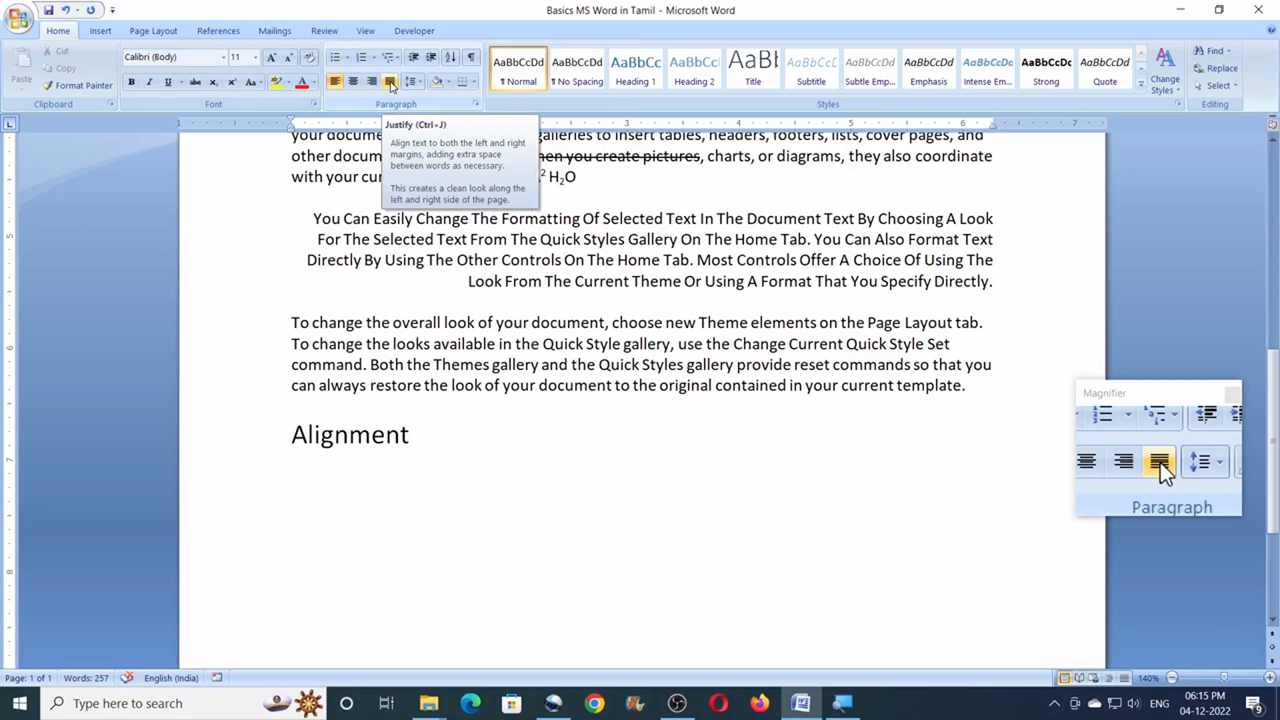 Basics MS Word in Tamil - Microsoft Word
Home Insert Page Layout References Mailings Review View Developer
Paste
Cut
Copy
Format Painter
Clipboard
Calibri (Body) 11
B I U abc x₂ x² Aa
Font
Paragraph
AaBbCcDd AaBbCcDd AaBbCc AaBbCc AaBb AaBbCcDd AaBbCcDd AaBbCcDd AaBbCcDd AaBbCcDd AaBbCcDd
¶ Normal ¶ No Spacing Heading 1 Heading 2 Title Subtitle Subtle Emp... Emphasis Intense Em... Strong Quote
Change Styles
Styles
Find
Replace
Select
Editing
Justify (Ctrl+J)
Align text to both the left and right
margins, adding extra space
between words as necessary.
This creates a clean look along the
left and right side of the page.
your docume galleries to insert tables, headers, footers, lists, cover pages, and
other docum hen you create pictures, charts, or diagrams, they also coordinate
with your cur ² H₂O
You Can Easily Change The Formatting Of Selected Text In The Document Text By Choosing A Look
For The Selected Text From The Quick Styles Gallery On The Home Tab. You Can Also Format Text
Directly By Using The Other Controls On The Home Tab. Most Controls Offer A Choice Of Using The
Look From The Current Theme Or Using A Format That You Specify Directly.
To change the overall look of your document, choose new Theme elements on the Page Layout tab.
To change the looks available in the Quick Style gallery, use the Change Current Quick Style Set
command. Both the Themes gallery and the Quick Styles gallery provide reset commands so that you
can always restore the look of your document to the original contained in your current template.
Alignment
Magnifier
Paragraph
Page: 1 of 1 Words: 257 English (India) 140%
Type here to search
ENG
06:15 PM
04-12-2022